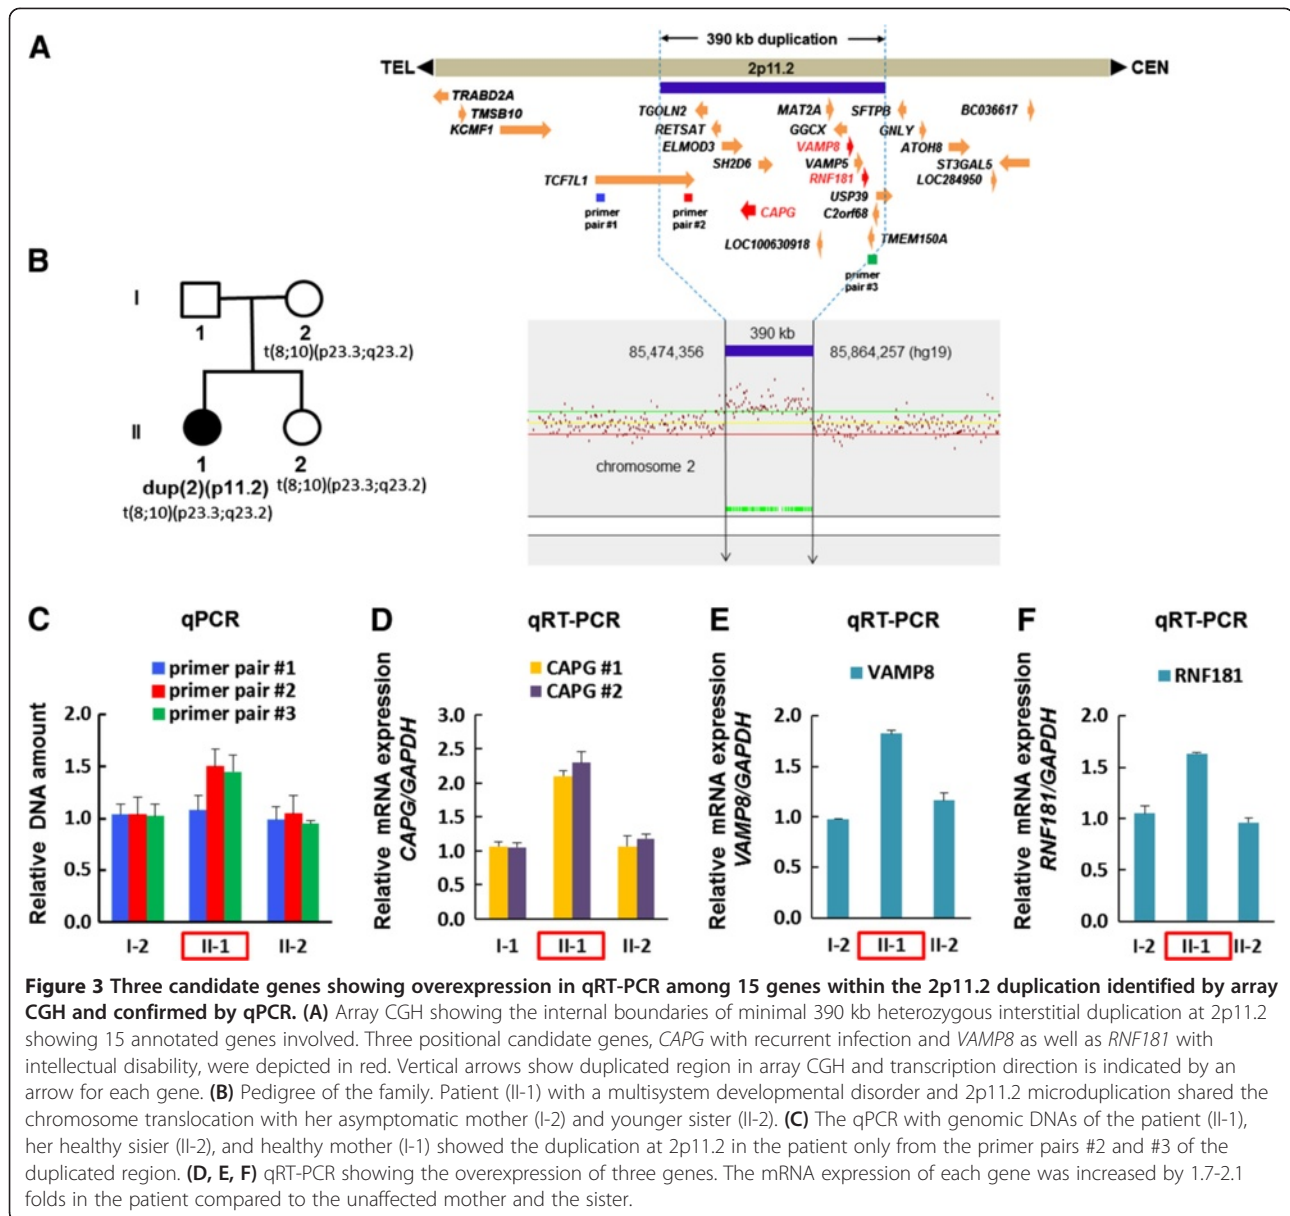 A
390 kb duplication
TEL
2p11.2
CEN
TRABD2A
TMSB10
KCMF1
TGOLN2
RETSAT
ELMOD3
SH2D6
MAT2A
SFTPB
GGCX
GNLY
VAMP8
VAMP5
RNF181
USP39
C2orf68
BC036617
ATOH8
ST3GAL5
LOC284950
TCF7L1
primer pair #1
primer pair #2
CAPG
LOC100630918
TMEM150A
primer pair #3
B
I
1
2
t(8;10)(p23.3;q23.2)
II
1
2
dup(2)(p11.2)
t(8;10)(p23.3;q23.2)
t(8;10)(p23.3;q23.2)
390 kb
85,474,356
85,864,257 (hg19)
chromosome 2
C
qPCR
primer pair #1
primer pair #2
primer pair #3
Relative DNA amount
2.0
1.5
1.0
0.5
0.0
I-2
II-1
II-2
D
qRT-PCR
CAPG #1
CAPG #2
Relative mRNA expression
CAPG/GAPDH
3.0
2.5
2.0
1.5
1.0
0.5
0.0
I-1
II-1
II-2
E
qRT-PCR
VAMP8
Relative mRNA expression
VAMP8/GAPDH
2.0
1.5
1.0
0.5
0.0
I-2
II-1
II-2
F
qRT-PCR
RNF181
Relative mRNA expression
RNF181/GAPDH
2.0
1.5
1.0
0.5
0.0
I-2
II-1
II-2
Figure 3 Three candidate genes showing overexpression in qRT-PCR among 15 genes within the 2p11.2 duplication identified by array
CGH and confirmed by qPCR. (A) Array CGH showing the internal boundaries of minimal 390 kb heterozygous interstitial duplication at 2p11.2
showing 15 annotated genes involved. Three positional candidate genes, CAPG with recurrent infection and VAMP8 as well as RNF181 with
intellectual disability, were depicted in red. Vertical arrows show duplicated region in array CGH and transcription direction is indicated by an
arrow for each gene. (B) Pedigree of the family. Patient (II-1) with a multisystem developmental disorder and 2p11.2 microduplication shared the
chromosome translocation with her asymptomatic mother (I-2) and younger sister (II-2). (C) The qPCR with genomic DNAs of the patient (II-1),
her healthy sisier (II-2), and healthy mother (I-1) showed the duplication at 2p11.2 in the patient only from the primer pairs #2 and #3 of the
duplicated region. (D, E, F) qRT-PCR showing the overexpression of three genes. The mRNA expression of each gene was increased by 1.7-2.1
folds in the patient compared to the unaffected mother and the sister.